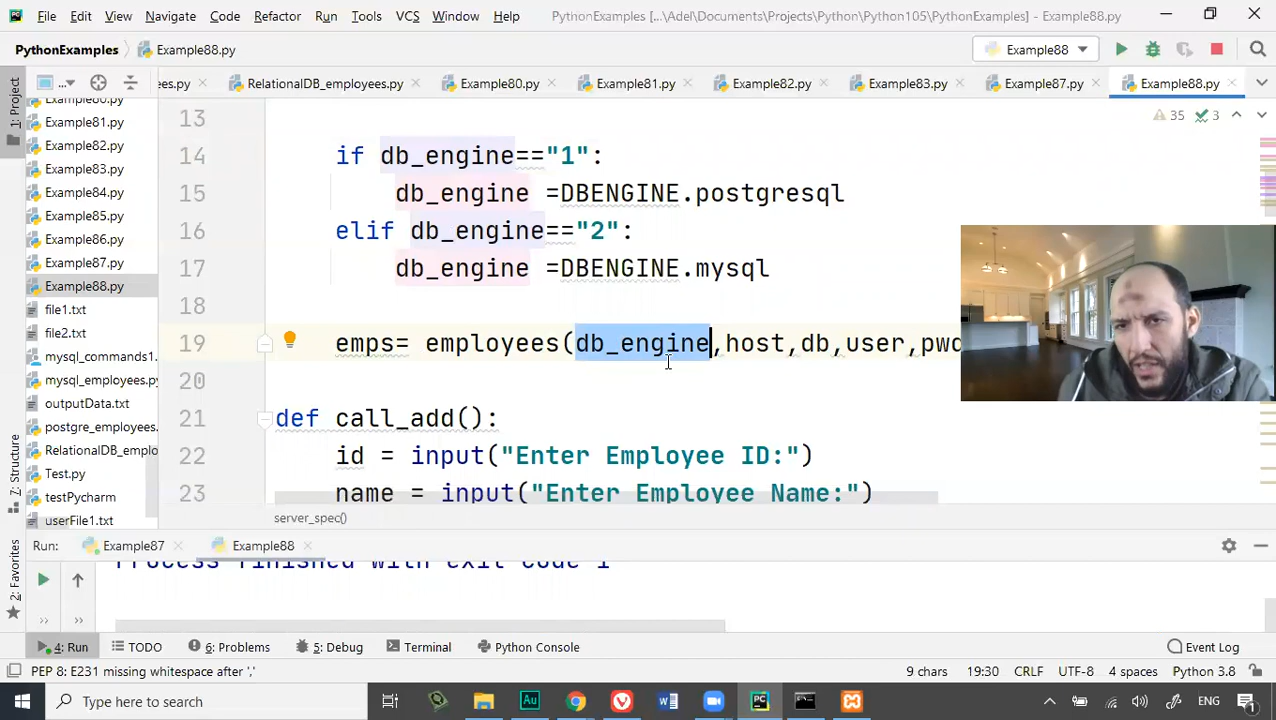 File Edit View Navigate Code Refactor Run Tools VCS Window Help PythonExamples [...\Adel\Documents\Projects\Python\Python105\PythonExamples] - Example88.py
PythonExamples Example88.py Example88
ees.py RelationalDB_employees.py Example80.py Example81.py Example82.py Example83.py Example87.py Example88.py
1: Project
Example80.py
Example81.py
Example82.py
Example83.py
Example84.py
Example85.py
Example86.py
Example87.py
Example88.py
file1.txt
file2.txt
mysql_commands1.
mysql_employees.
outputData.txt
postgre_employees.
RelationalDB_emplo
Test.py
testPycharm
userFile1.txt
35 3
13
14 if db_engine=="1":
15 db_engine =DBENGINE.postgresql
16 elif db_engine=="2":
17 db_engine =DBENGINE.mysql
18
19 emps= employees(db_engine,host,db,user,pwd
20
21 def call_add():
22 id = input("Enter Employee ID:")
23 name = input("Enter Employee Name:")
server_spec()
Z: Structure
2: Favorites
Run: Example87 Example88
Process finished with exit code 1
4: Run TODO 6: Problems 5: Debug Terminal Python Console Event Log
PEP 8: E231 missing whitespace after ',' 9 chars 19:30 CRLF UTF-8 4 spaces Python 3.8
Type here to search ENG